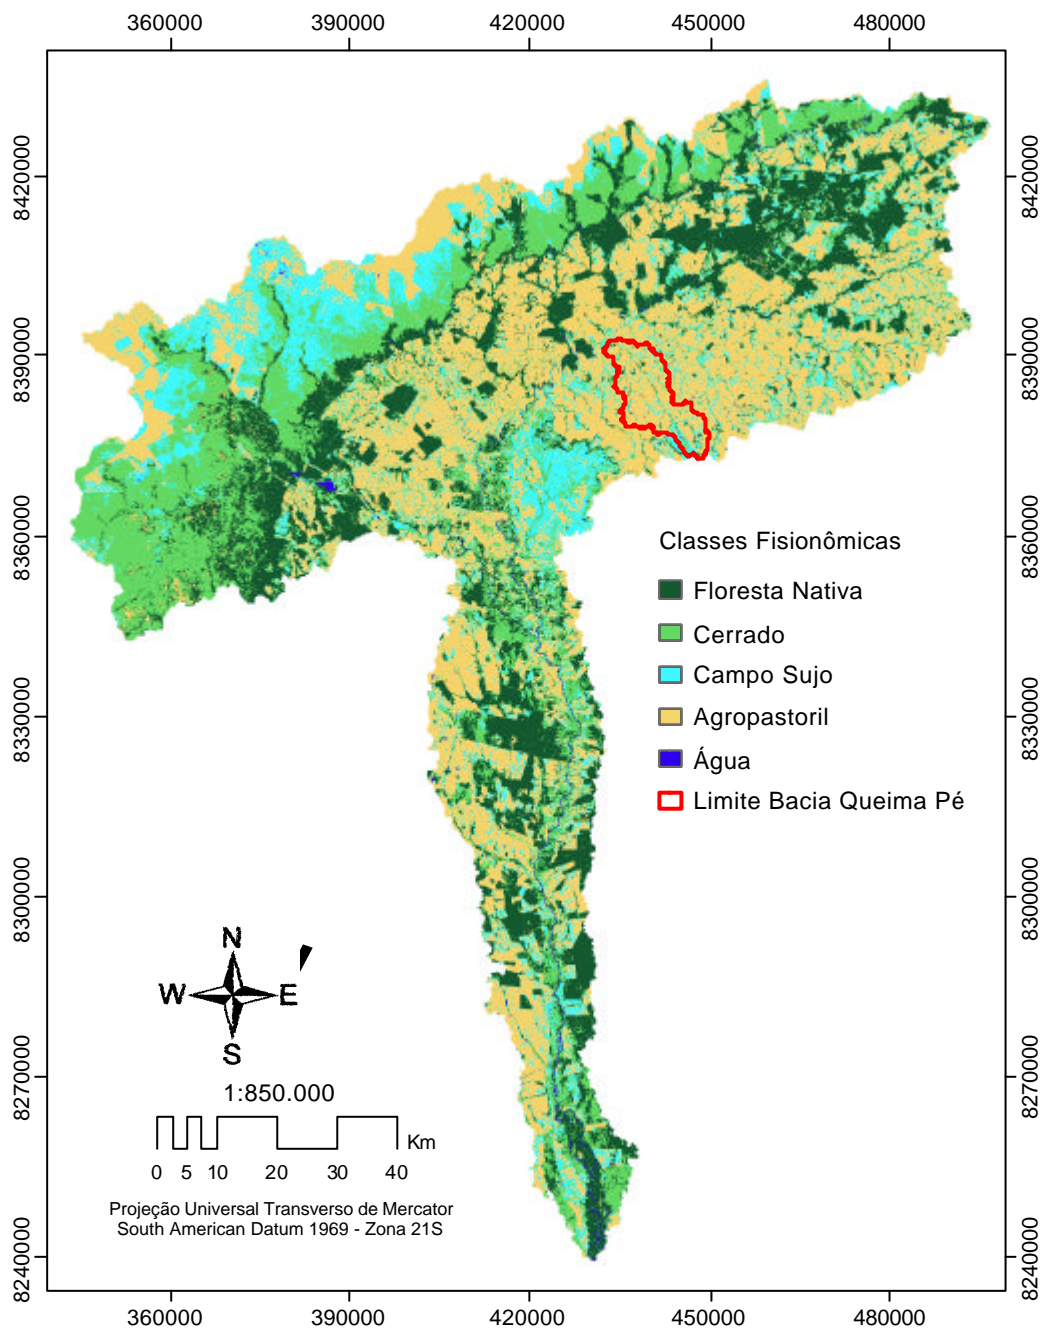 360000 390000 420000 450000 480000
8420000 8420000
8390000 8390000
8360000 8360000
Classes Fisionômicas
Floresta Nativa
Cerrado
Campo Sujo
Agropastoril
Água
Limite Bacia Queima Pé
8330000 8330000
8300000 8300000
N
W E
S
8270000 8270000
1:850.000
Km
0 5 10 20 30 40
Projeção Universal Transverso de Mercator
South American Datum 1969 - Zona 21S
8240000 8240000
360000 390000 420000 450000 480000